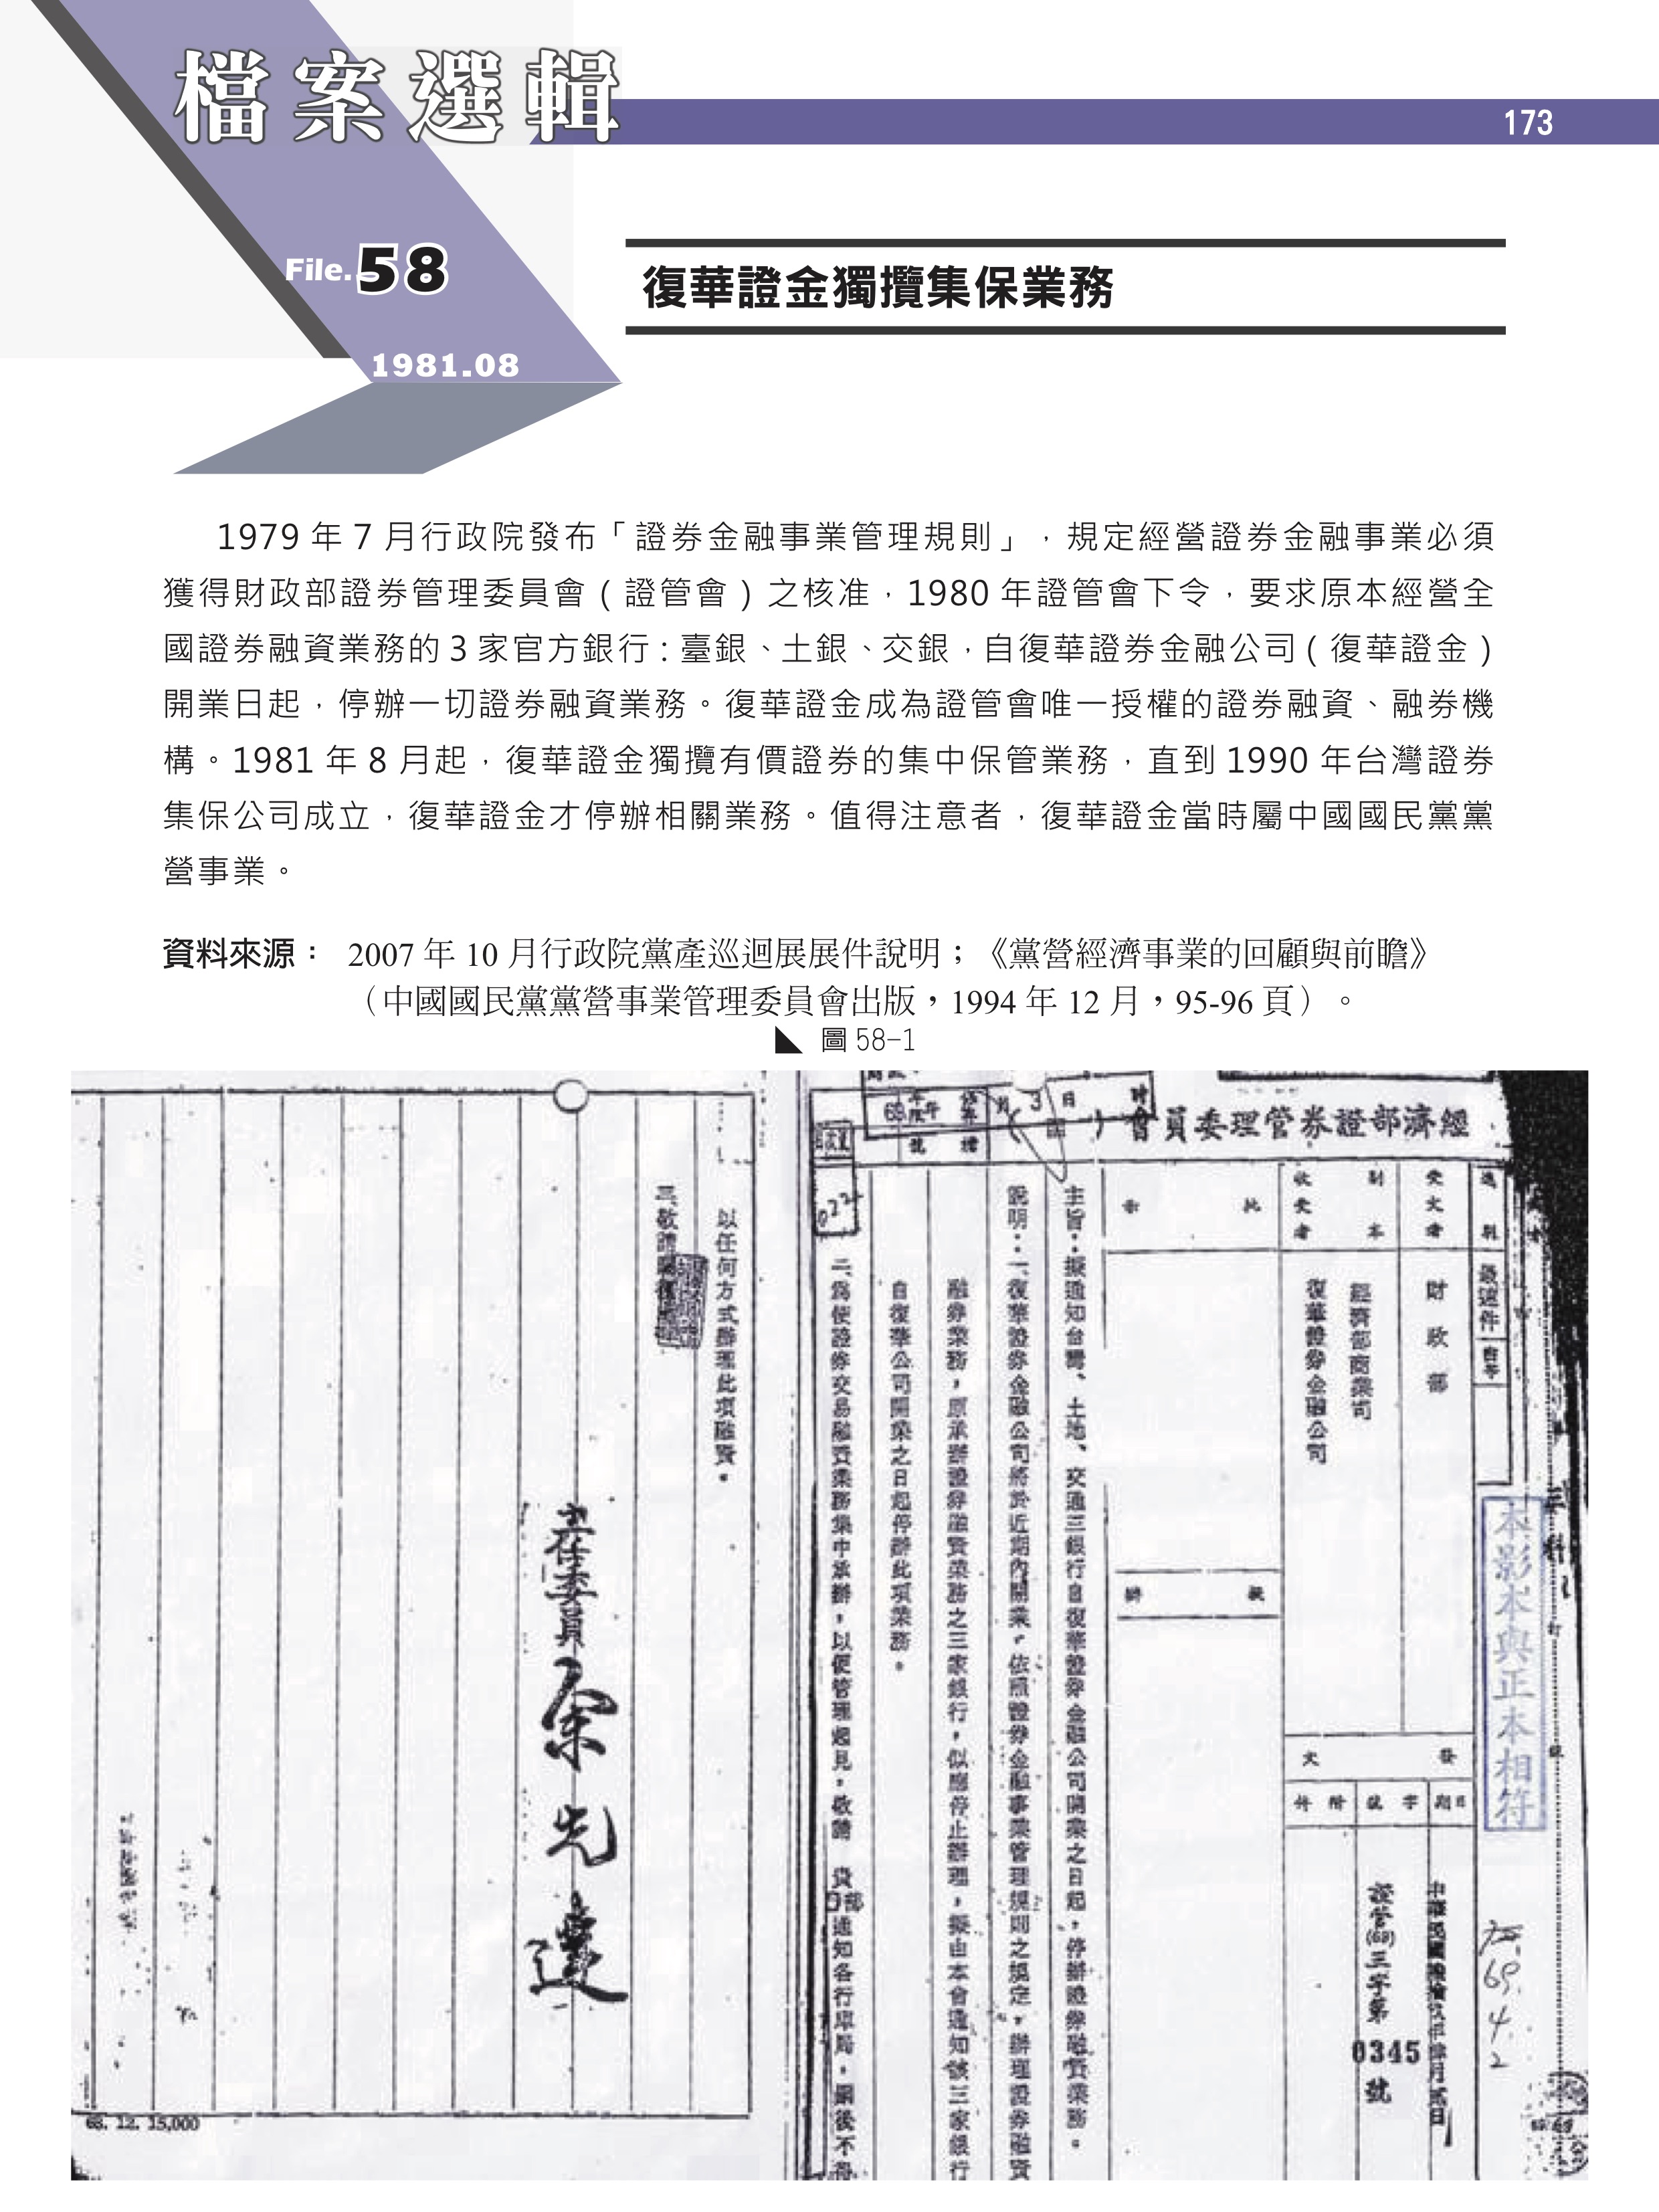 檔案選輯
173
File.58
1981.08
復華證金獨攬集保業務
1979 年 7 月行政院發布「證券金融事業管理規則」，規定經營證券金融事業必須
獲得財政部證券管理委員會（證管會）之核准，1980 年證管會下令，要求原本經營全
國證券融資業務的 3 家官方銀行：臺銀、土銀、交銀，自復華證券金融公司（復華證金）
開業日起，停辦一切證券融資業務。復華證金成為證管會唯一授權的證券融資、融券機
構。1981 年 8 月起，復華證金獨攬有價證券的集中保管業務，直到 1990 年台灣證券
集保公司成立，復華證金才停辦相關業務。值得注意者，復華證金當時屬中國國民黨黨
營事業。
資料來源： 2007 年 10 月行政院黨產巡迴展展件說明；《黨營經濟事業的回顧與前瞻》
（中國國民黨黨營事業管理委員會出版，1994 年 12 月，95-96 頁）。
圖 58-1
經濟部證券管理委員會
本影本與正本相符
69.4.2
速別
最速件
受文者
財政部
副本
收受者
經濟部商業司
復華證券金融公司
發文
日期
字號
附件
證管(69)三字第0345號
批示
擬辦
主旨：擬通知台灣、土地、交通三銀行自復華證券金融公司開業之日起，停辦證券融資業務。
說明：一、復華證券金融公司將於近期內開業，依照證券金融事業管理規則之規定，辦理證券融資
融券業務，原承辦證券融資業務之三家銀行，似應停止辦理，擬由本會通知該三家銀行
自復華公司開業之日起停辦此項業務。
二、為使證券交易融資業務集中承辦，以便管理起見，敬請 貴部通知各行庫局，嗣後不得
以任何方式辦理此項融資。
三、敬請
主任委員 余先達
68. 12. 15,000